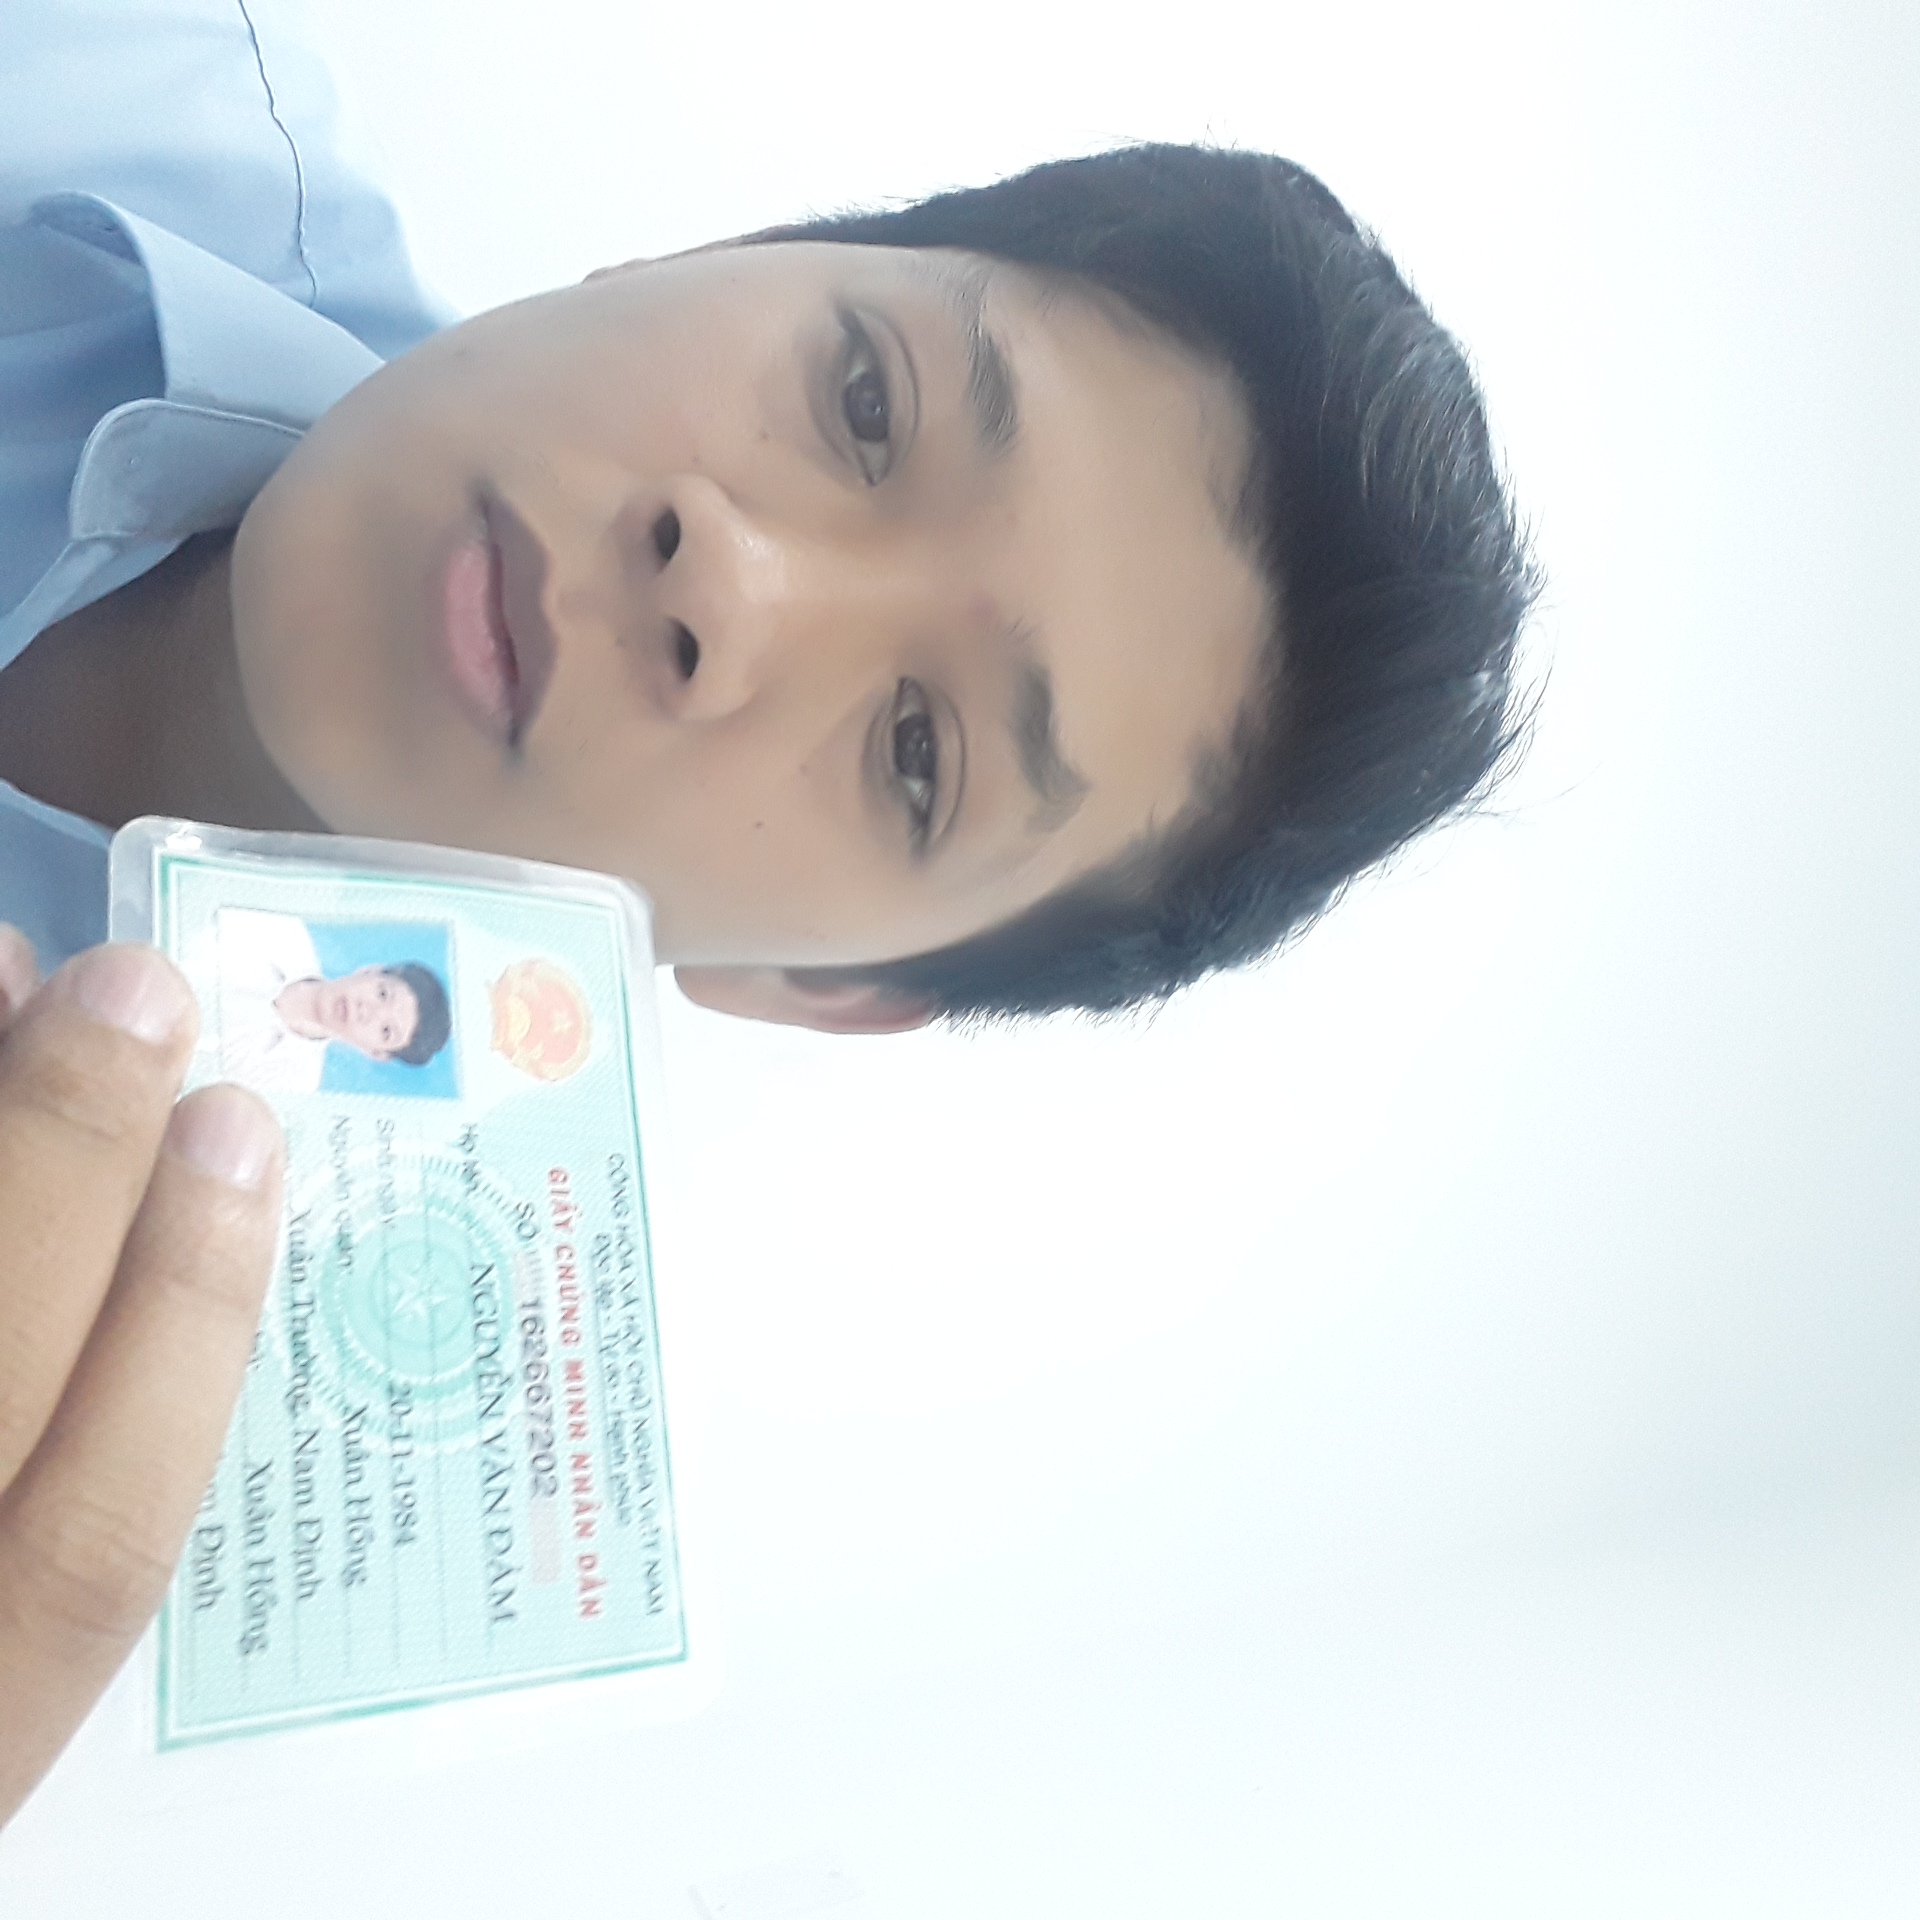 CỘNG HÒA XÃ HỘI CHỦ NGHĨA VIỆT NAM
Độc lập - Tự do - Hạnh phúc
GIẤY CHỨNG MINH NHÂN DÂN
SỐ 162667202
Họ tên: NGUYỄN VĂN ĐẢM
Sinh ngày 20-11-1984
Nguyên quán: Xuân Hồng
Xuân Trường, Nam Định
Xuân Hồng
Định